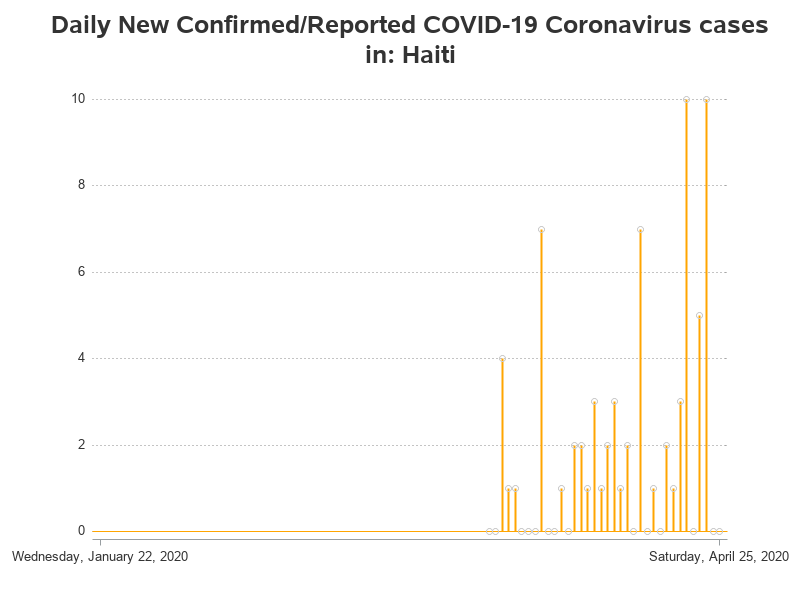 Daily New Confirmed/Reported COVID-19 Coronavirus cases
in: Haiti
10
8
6
4
2
0
Wednesday, January 22, 2020
Saturday, April 25, 2020